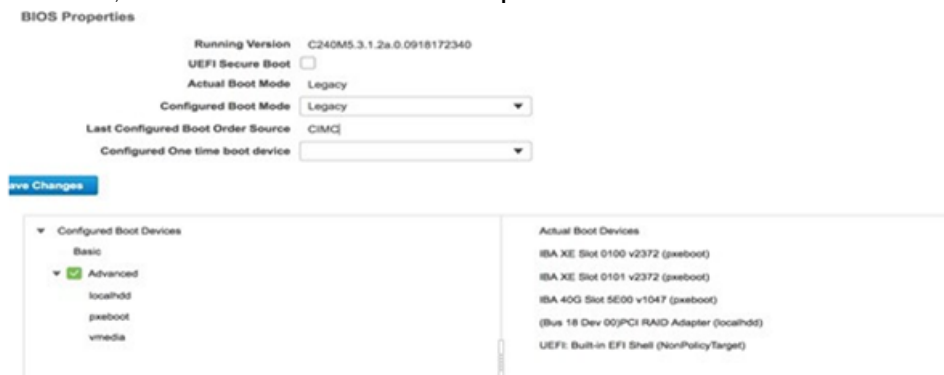 BIOS Properties
Running Version C240M5.3.1.2a.0.0918172340
UEFI Secure Boot
Actual Boot Mode Legacy
Configured Boot Mode Legacy
Last Configured Boot Order Source CIMC
Configured One time boot device
ave Changes
Configured Boot Devices
Basic
Advanced
localhdd
pxeboot
vmedia
Actual Boot Devices
IBA XE Slot 0100 v2372 (pxeboot)
IBA XE Slot 0101 v2372 (pxeboot)
IBA 40G Slot 5E00 v1047 (pxeboot)
(Bus 18 Dev 00)PCI RAID Adapter (localhdd)
UEFI: Built-in EFI Shell (NonPolicyTarget)